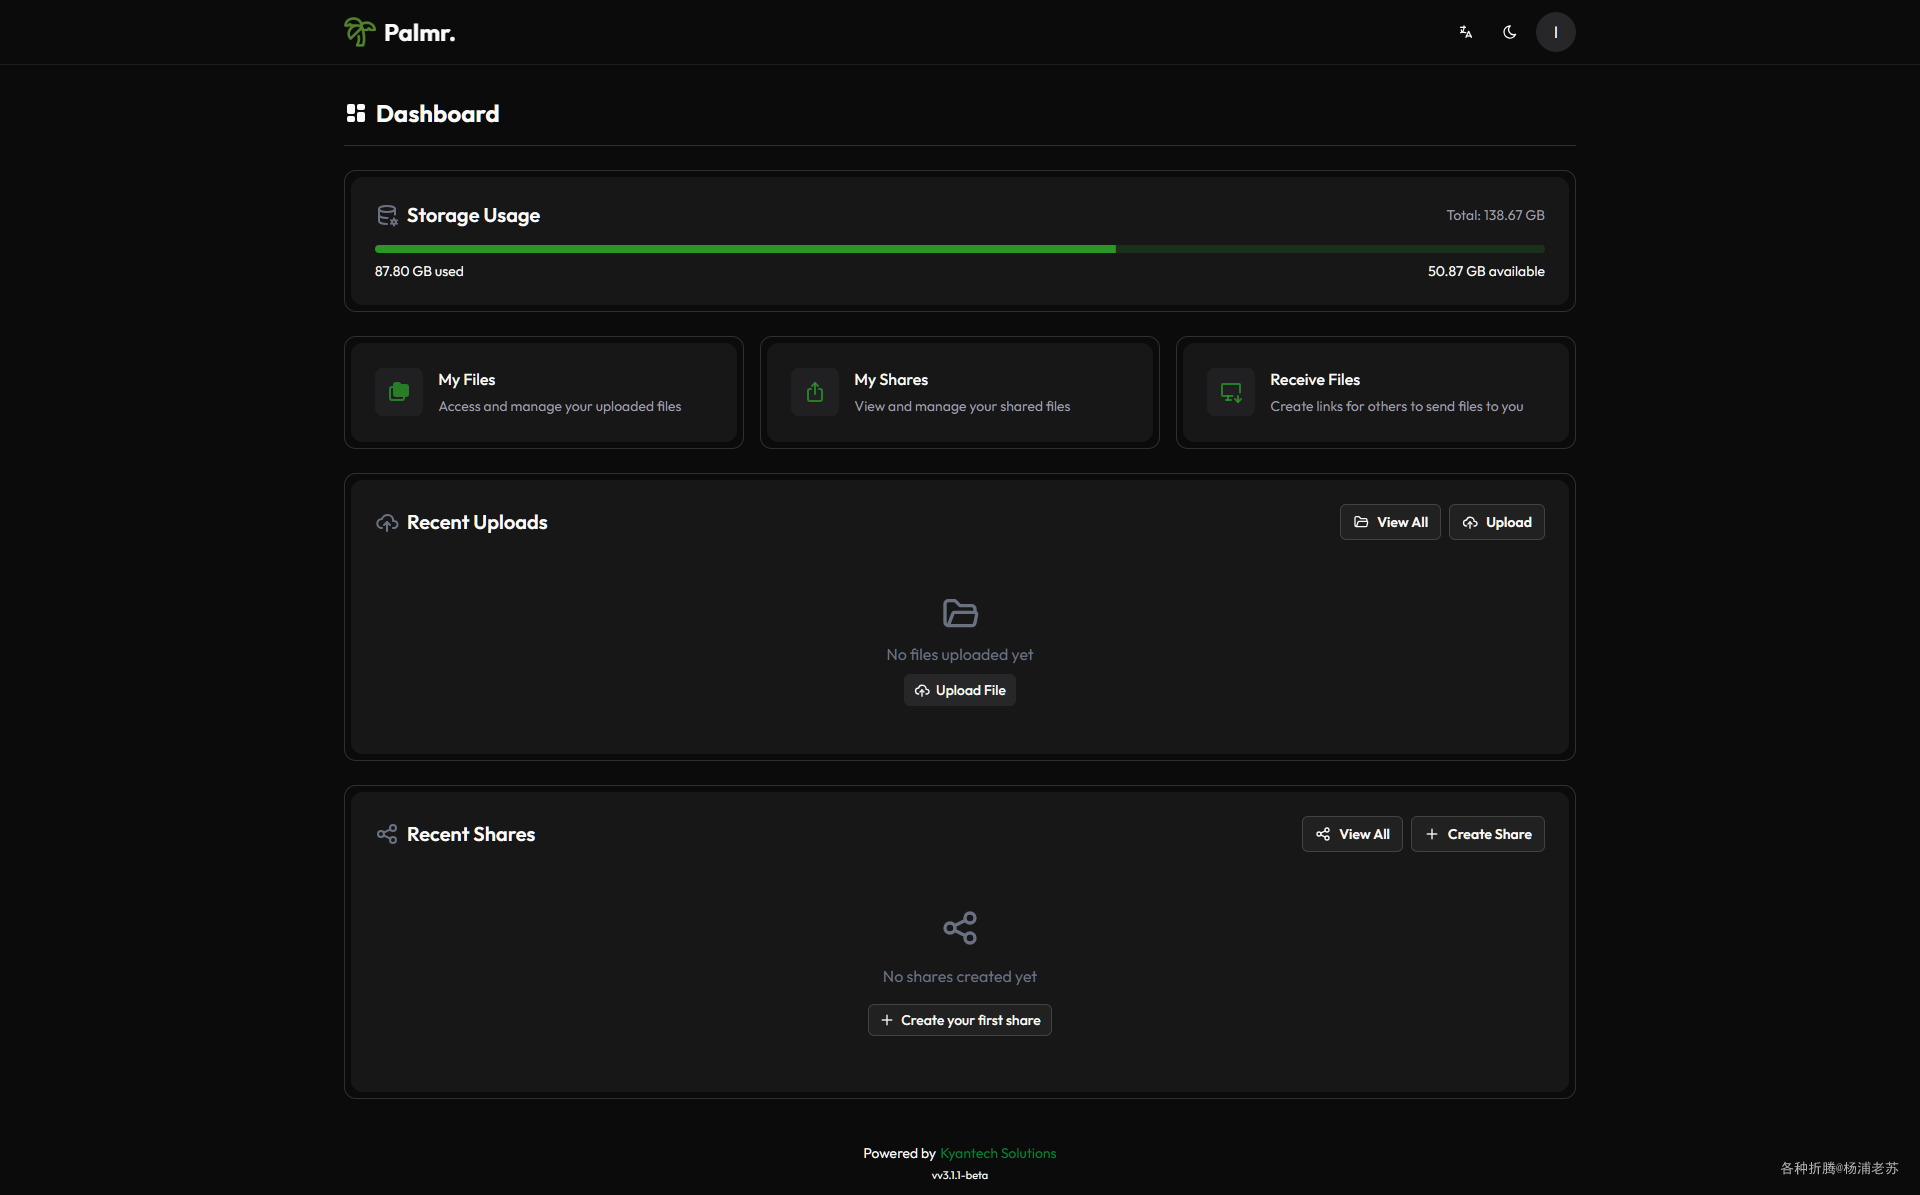 Palmr.
I
Dashboard
Storage Usage
Total: 138.67 GB
87.80 GB used
50.87 GB available
My Files
Access and manage your uploaded files
My Shares
View and manage your shared files
Receive Files
Create links for others to send files to you
Recent Uploads
View All
Upload
No files uploaded yet
Upload File
Recent Shares
View All
Create Share
No shares created yet
Create your first share
Powered by Kyantech Solutions
vv3.1.1-beta
各种折腾@杨浦老苏